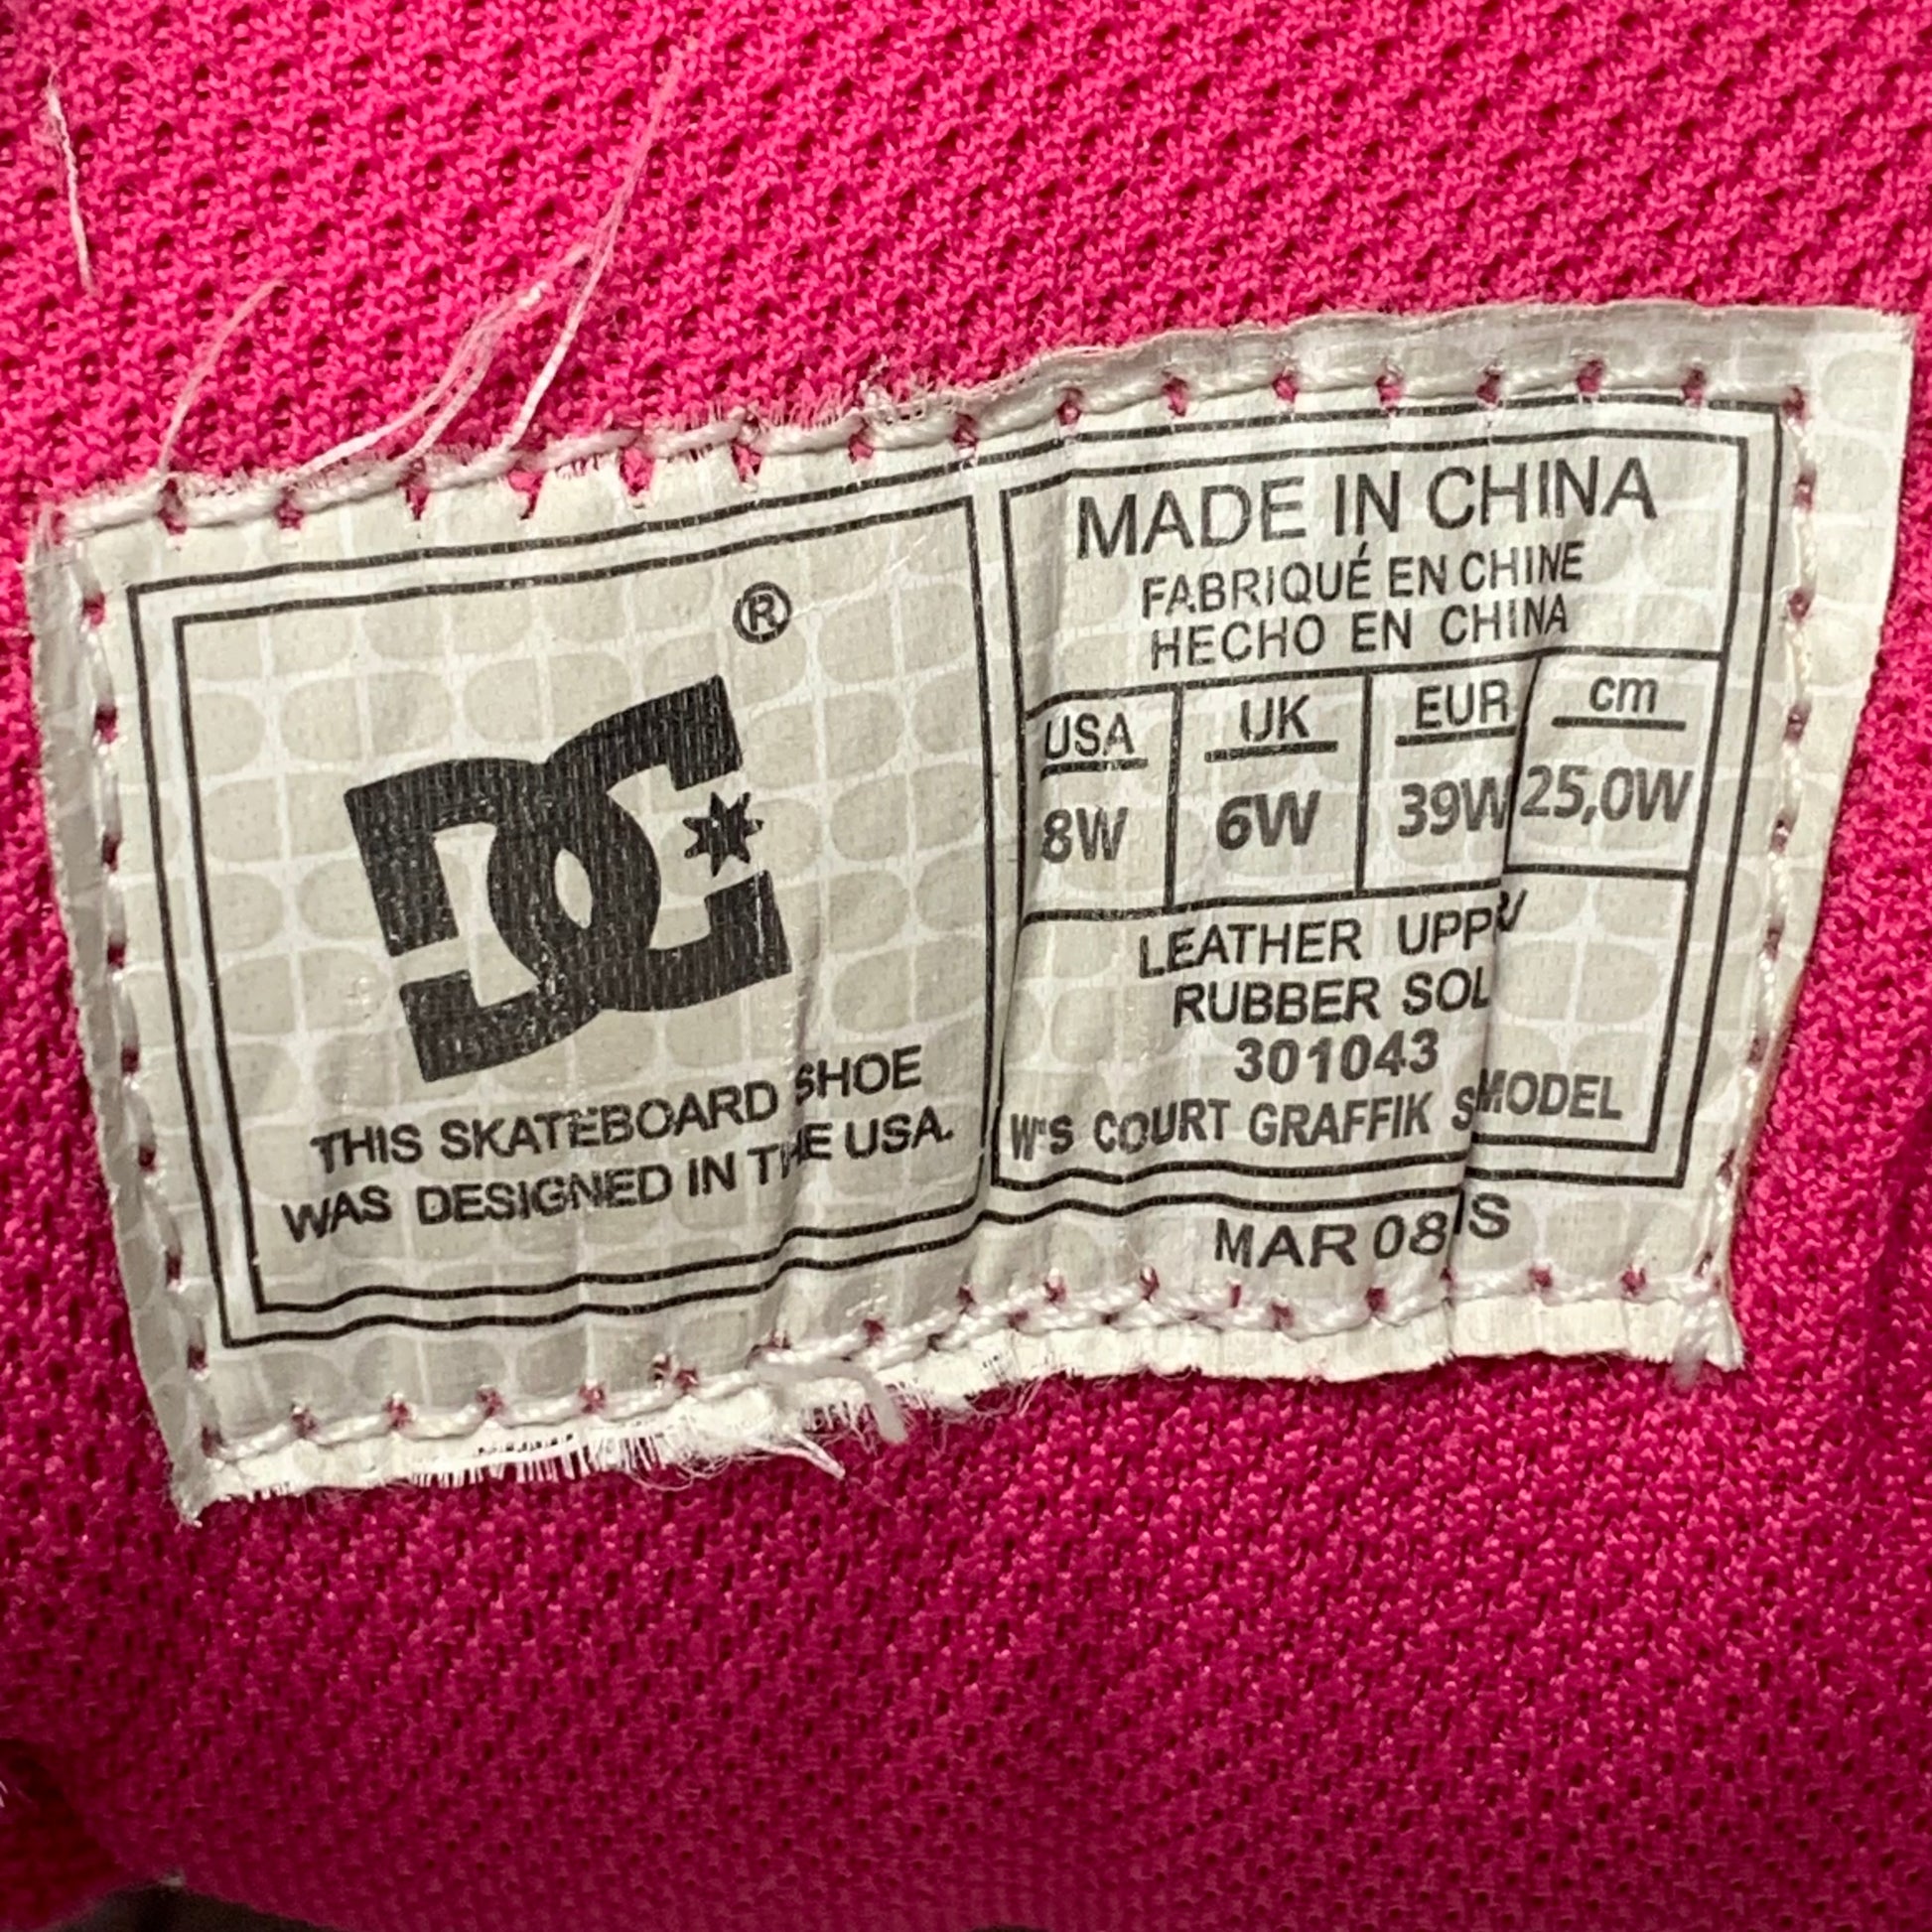 ®
DC
THIS SKATEBOARD SHOE
WAS DESIGNED IN THE USA.
MADE IN CHINA
FABRIQUÉ EN CHINE
HECHO EN CHINA
USA UK EUR cm
8W 6W 39W 25,0W
LEATHER
RUBBER
301043
W'S COURT GRAFFIK MODEL
MAR 08